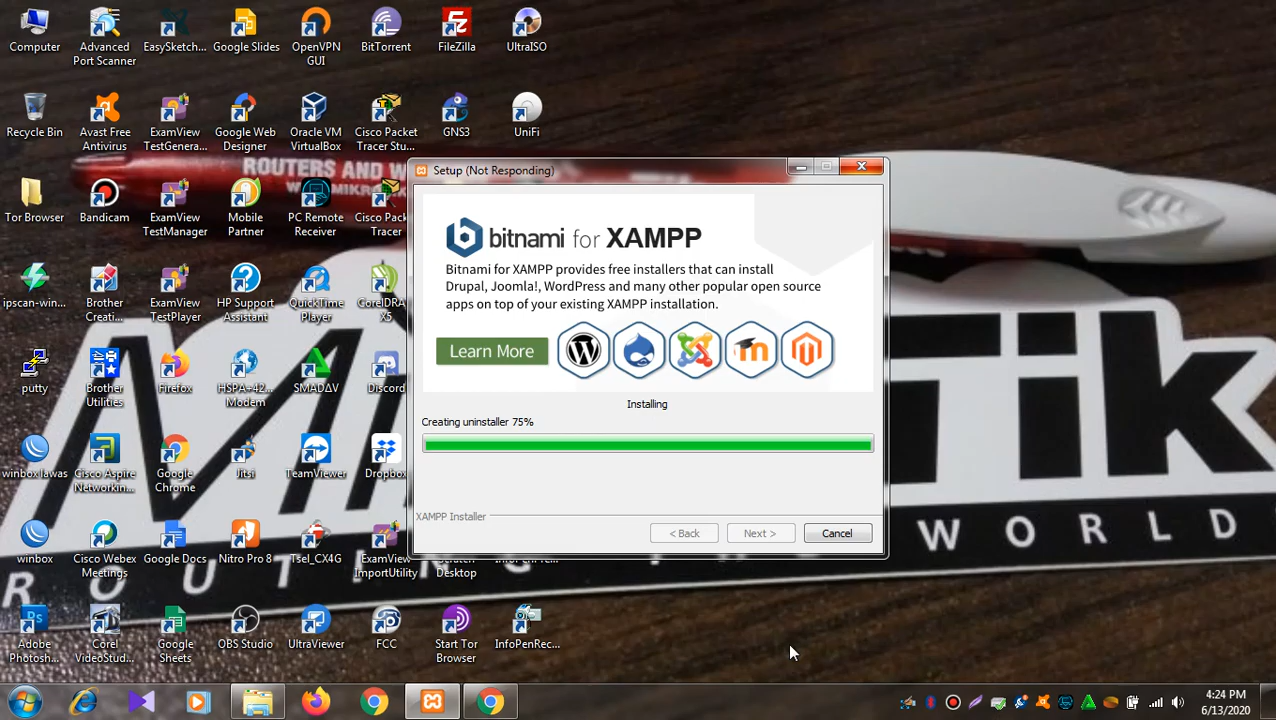 Computer
Advanced
Port Scanner
EasySketch...
Google Slides
OpenVPN
GUI
BitTorrent
FileZilla
UltraISO
Recycle Bin
Avast Free
Antivirus
ExamView
TestGenera...
Google Web
Designer
Oracle VM
VirtualBox
Cisco Packet
Tracer Stu...
GNS3
UniFi
ROUTERS AND W
Tor Browser
Bandicam
ExamView
TestManager
Mobile
Partner
PC Remote
Receiver
Cisco Pack
Tracer
ipscan-win...
Brother
Creati...
ExamView
TestPlayer
HP Support
Assistant
QuickTime
Player
CorelDRA
X5
putty
Brother
Utilities
Firefox
HSPA+42...
Modem
SMADΔV
Discord
winbox lawas
Cisco Aspire
Networkin...
Google
Chrome
Jitsi
TeamViewer
Dropbox
winbox
Cisco Webex
Meetings
Google Docs
Nitro Pro 8
Tsel_CX4G
ExamView
ImportUtility
Desktop
Adobe
Photosh...
Corel
VideoStud...
Google
Sheets
OBS Studio
UltraViewer
FCC
Start Tor
Browser
InfoPenRec...
Setup (Not Responding)
bitnami for XAMPP
Bitnami for XAMPP provides free installers that can install
Drupal, Joomla!, WordPress and many other popular open source
apps on top of your existing XAMPP installation.
Learn More
Installing
Creating uninstaller 75%
XAMPP Installer
< Back
Next >
Cancel
Mi
Tik
R O U T I N G
W O R L D
4:24 PM
6/13/2020